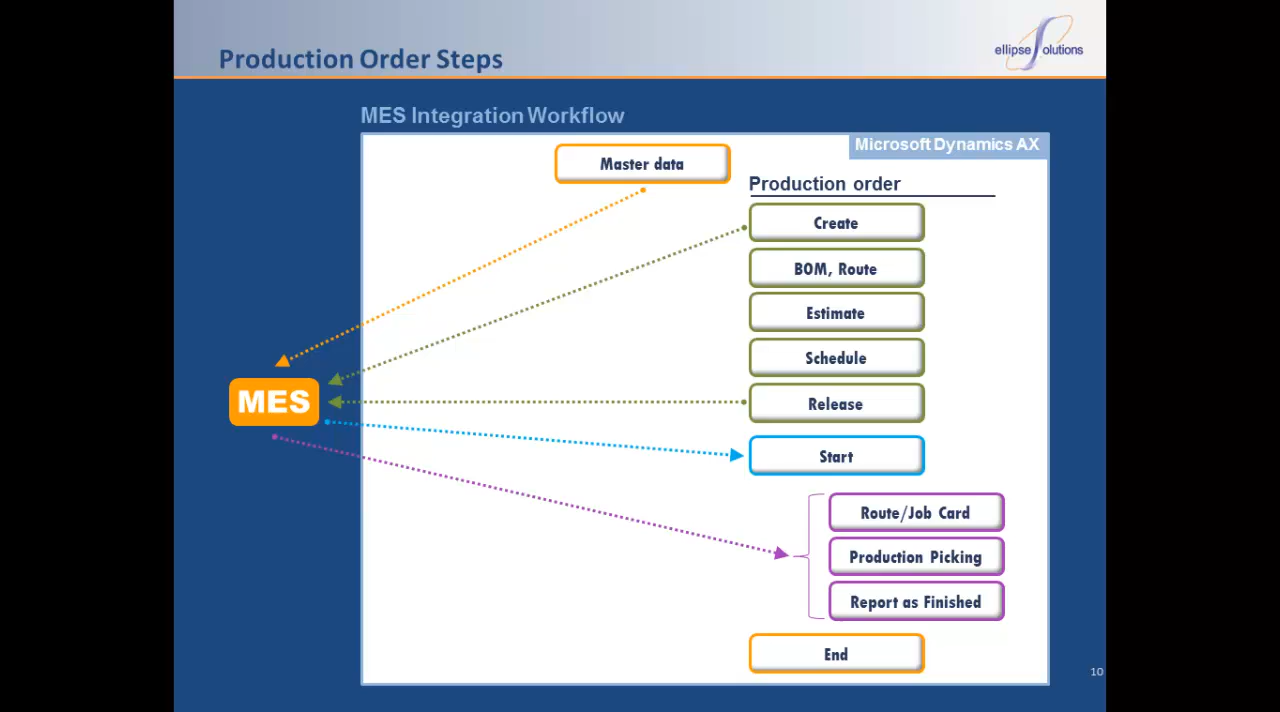 Production Order Steps
ellipse Solutions
MES Integration Workflow
Microsoft Dynamics AX
Master data
Production order
Create
BOM, Route
Estimate
Schedule
Release
MES
Start
Route/Job Card
Production Picking
Report as Finished
End
10